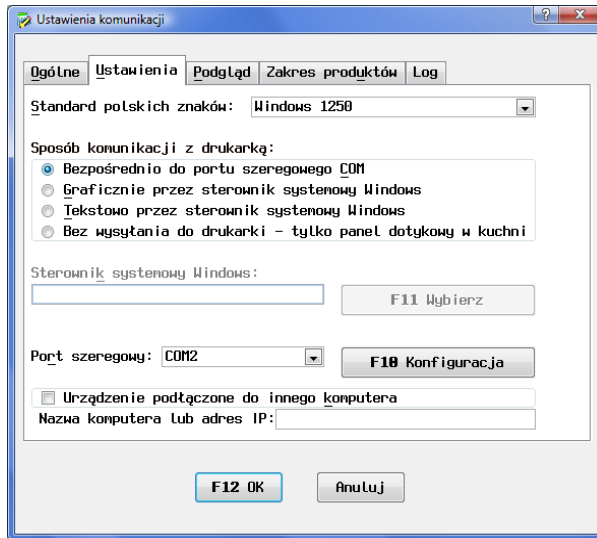 Ustawienia komunikacji
Ogólne Ustawienia Podgląd Zakres produktów Log
Standard polskich znaków: Windows 1250
Sposób komunikacji z drukarką:
Bezpośrednio do portu szeregowego COM
Graficznie przez sterownik systemowy Windows
Tekstowo przez sterownik systemowy Windows
Bez wysyłania do drukarki - tylko panel dotykowy w kuchni
Sterownik systemowy Windows:
F11 Wybierz
Port szeregowy: COM2 F10 Konfiguracja
Urządzenie podłączone do innego komputera
Nazwa komputera lub adres IP:
F12 OK Anuluj